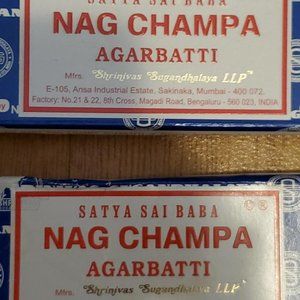 SATYA SAI BABA
NAG CHAMPA
AGARBATTI
Mfrs. Shrinivas Sugandhalaya LLP™
E-105, Ansa Industrial Estate, Sakinaka, Mumbai - 400 072.
Factory: No.21 & 22, 8th Cross, Magadi Road, Bengaluru - 560 023, INDIA
SATYA SAI BABA ©®
NAG CHAMPA
AGARBATTI
Mfrs. Shrinivas Sugandhalaya LLP™